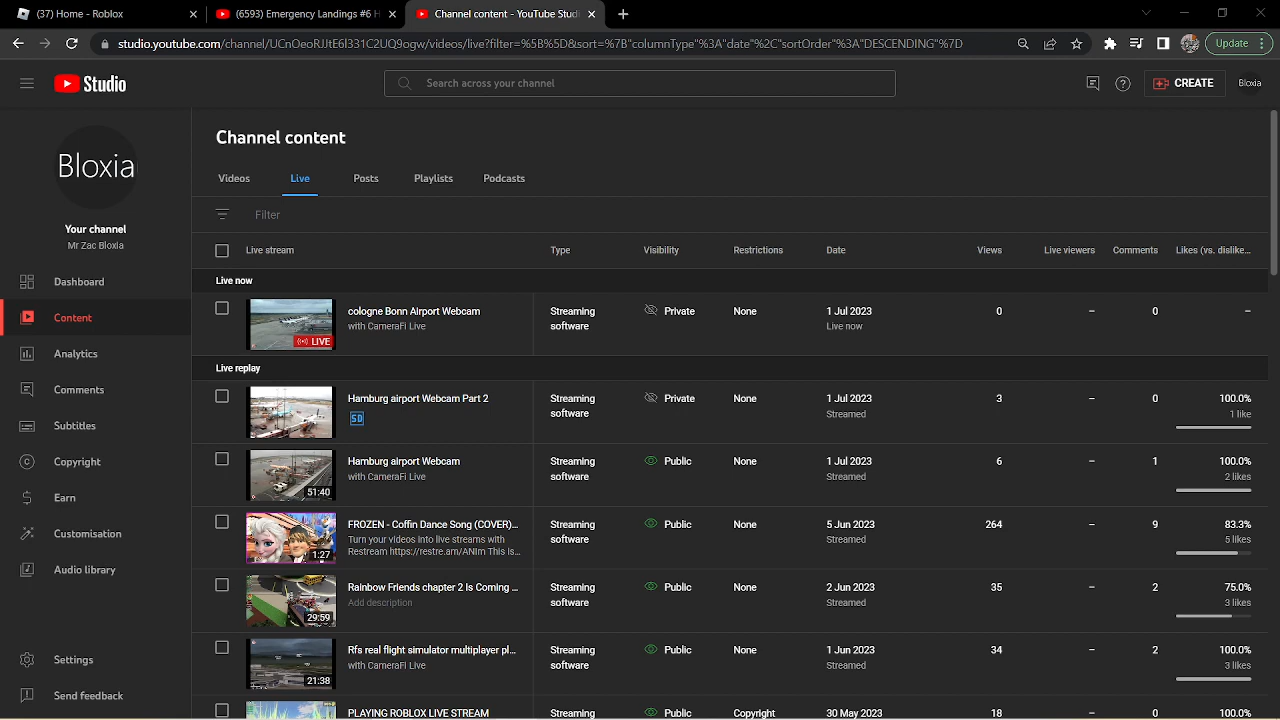 (37) Home - Roblox
(6593) Emergency Landings #6 H
Channel content - YouTube Studi
studio.youtube.com/channel/UCnOeoRJJtE6l331C2UQ9ogw/videos/live?filter=%5B%5D&sort=%7B"columnType"%3A"date"%2C"sortOrder"%3A"DESCENDING"%7D
Update
Studio
Search across your channel
CREATE
Bloxia
Bloxia
Your channel
Mr Zac Bloxia
Dashboard
Content
Analytics
Comments
Subtitles
Copyright
Earn
Customisation
Audio library
Settings
Send feedback
Channel content
Videos Live Posts Playlists Podcasts
Filter
Live stream Type Visibility Restrictions Date Views Live viewers Comments Likes (vs. dislike...
Live now
cologne Bonn Airport Webcam Streaming Private None 1 Jul 2023 0 – 0 –
with CameraFi Live software Live now
LIVE
Live replay
Hamburg airport Webcam Part 2 Streaming Private None 1 Jul 2023 3 – 0 100.0%
SD software Streamed 1 like
Hamburg airport Webcam Streaming Public None 1 Jul 2023 6 – 1 100.0%
with CameraFi Live software Streamed 2 likes
51:40
FROZEN - Coffin Dance Song (COVER)... Streaming Public None 5 Jun 2023 264 – 9 83.3%
Turn your videos into live streams with software Streamed 5 likes
Restream https://restre.am/ANIm This is...
1:27
Rainbow Friends chapter 2 Is Coming ... Streaming Public None 2 Jun 2023 35 – 2 75.0%
Add description software Streamed 3 likes
29:59
Rfs real flight simulator multiplayer pl... Streaming Public None 1 Jun 2023 34 – 2 100.0%
with CameraFi Live software Streamed 3 likes
21:38
PLAYING ROBLOX LIVE STREAM Streaming Public Copyright 30 May 2023 18 – 0 100.0%